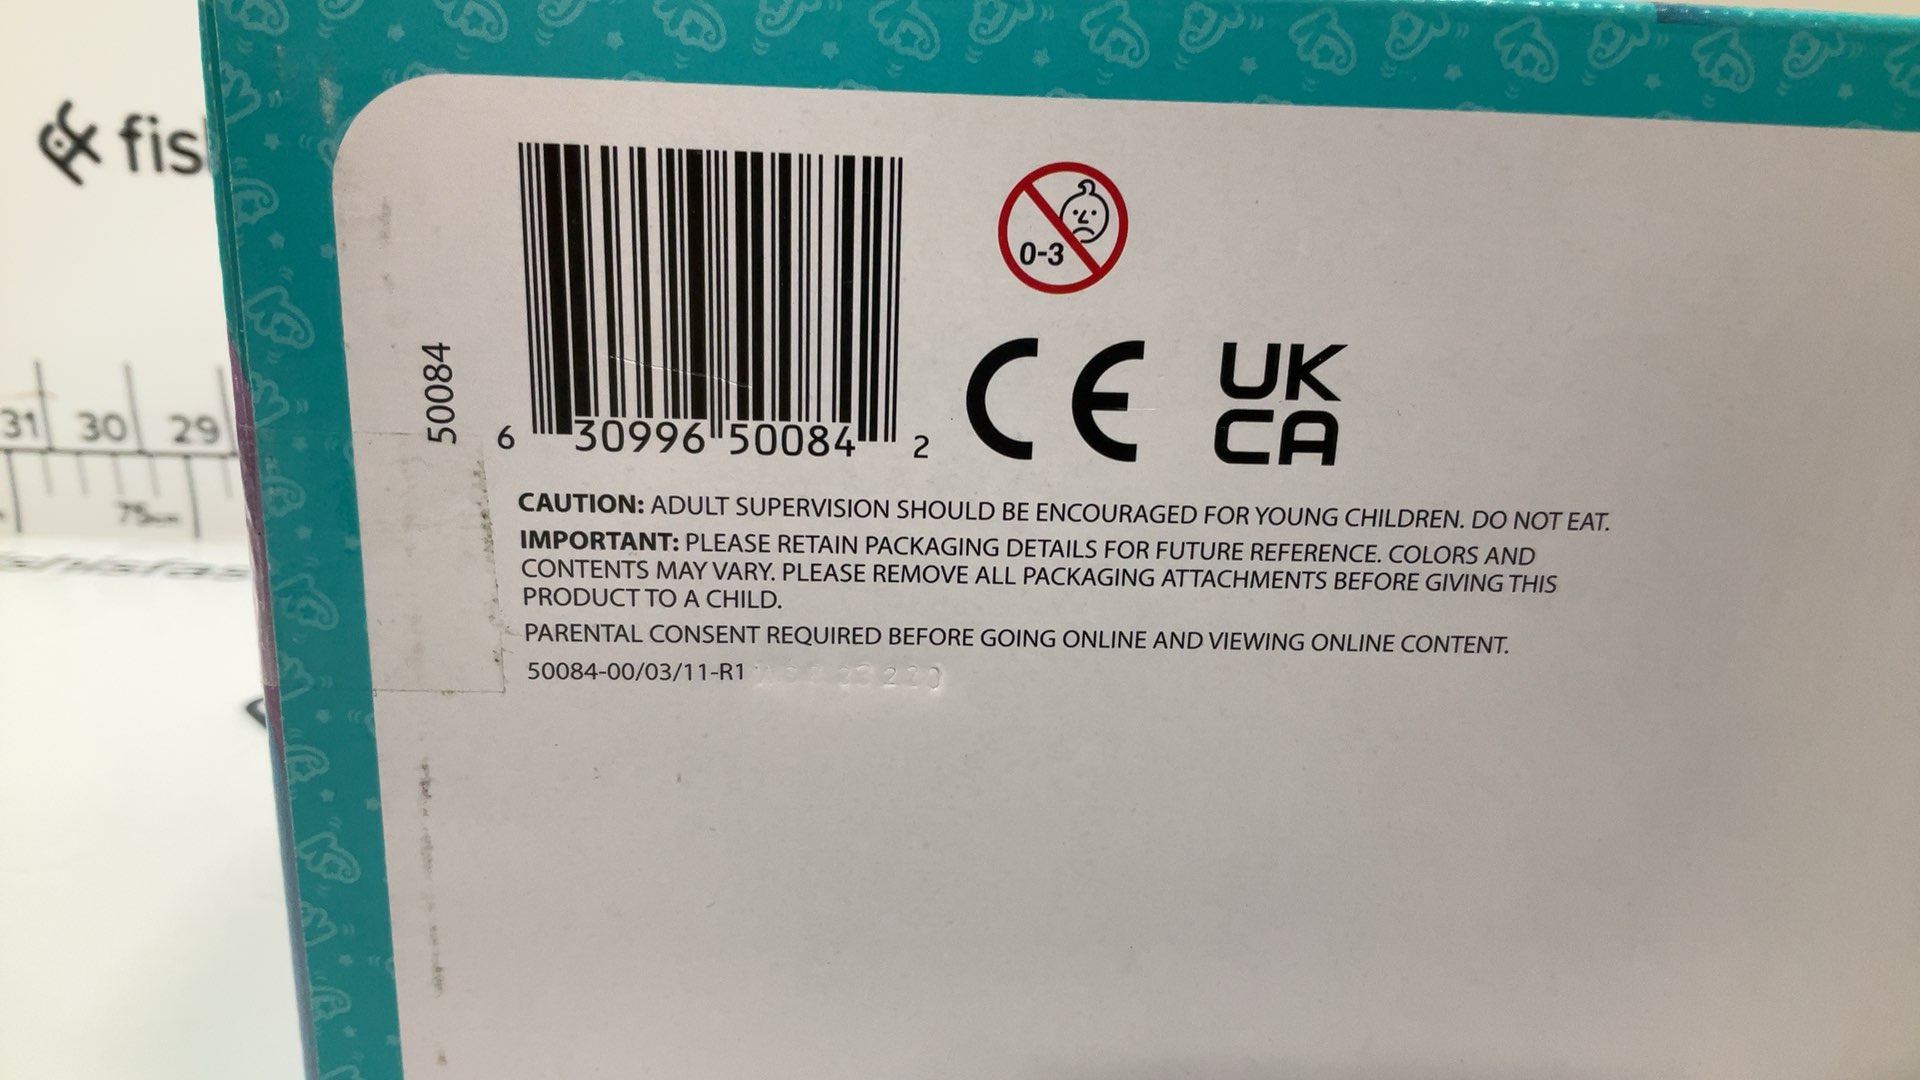 fis
31 30 29
75cm
50084
6 30996 50084 2
0-3
CE
UK
CA
CAUTION: ADULT SUPERVISION SHOULD BE ENCOURAGED FOR YOUNG CHILDREN. DO NOT EAT.
IMPORTANT: PLEASE RETAIN PACKAGING DETAILS FOR FUTURE REFERENCE. COLORS AND
CONTENTS MAY VARY. PLEASE REMOVE ALL PACKAGING ATTACHMENTS BEFORE GIVING THIS
PRODUCT TO A CHILD.
PARENTAL CONSENT REQUIRED BEFORE GOING ONLINE AND VIEWING ONLINE CONTENT.
50084-00/03/11-R1